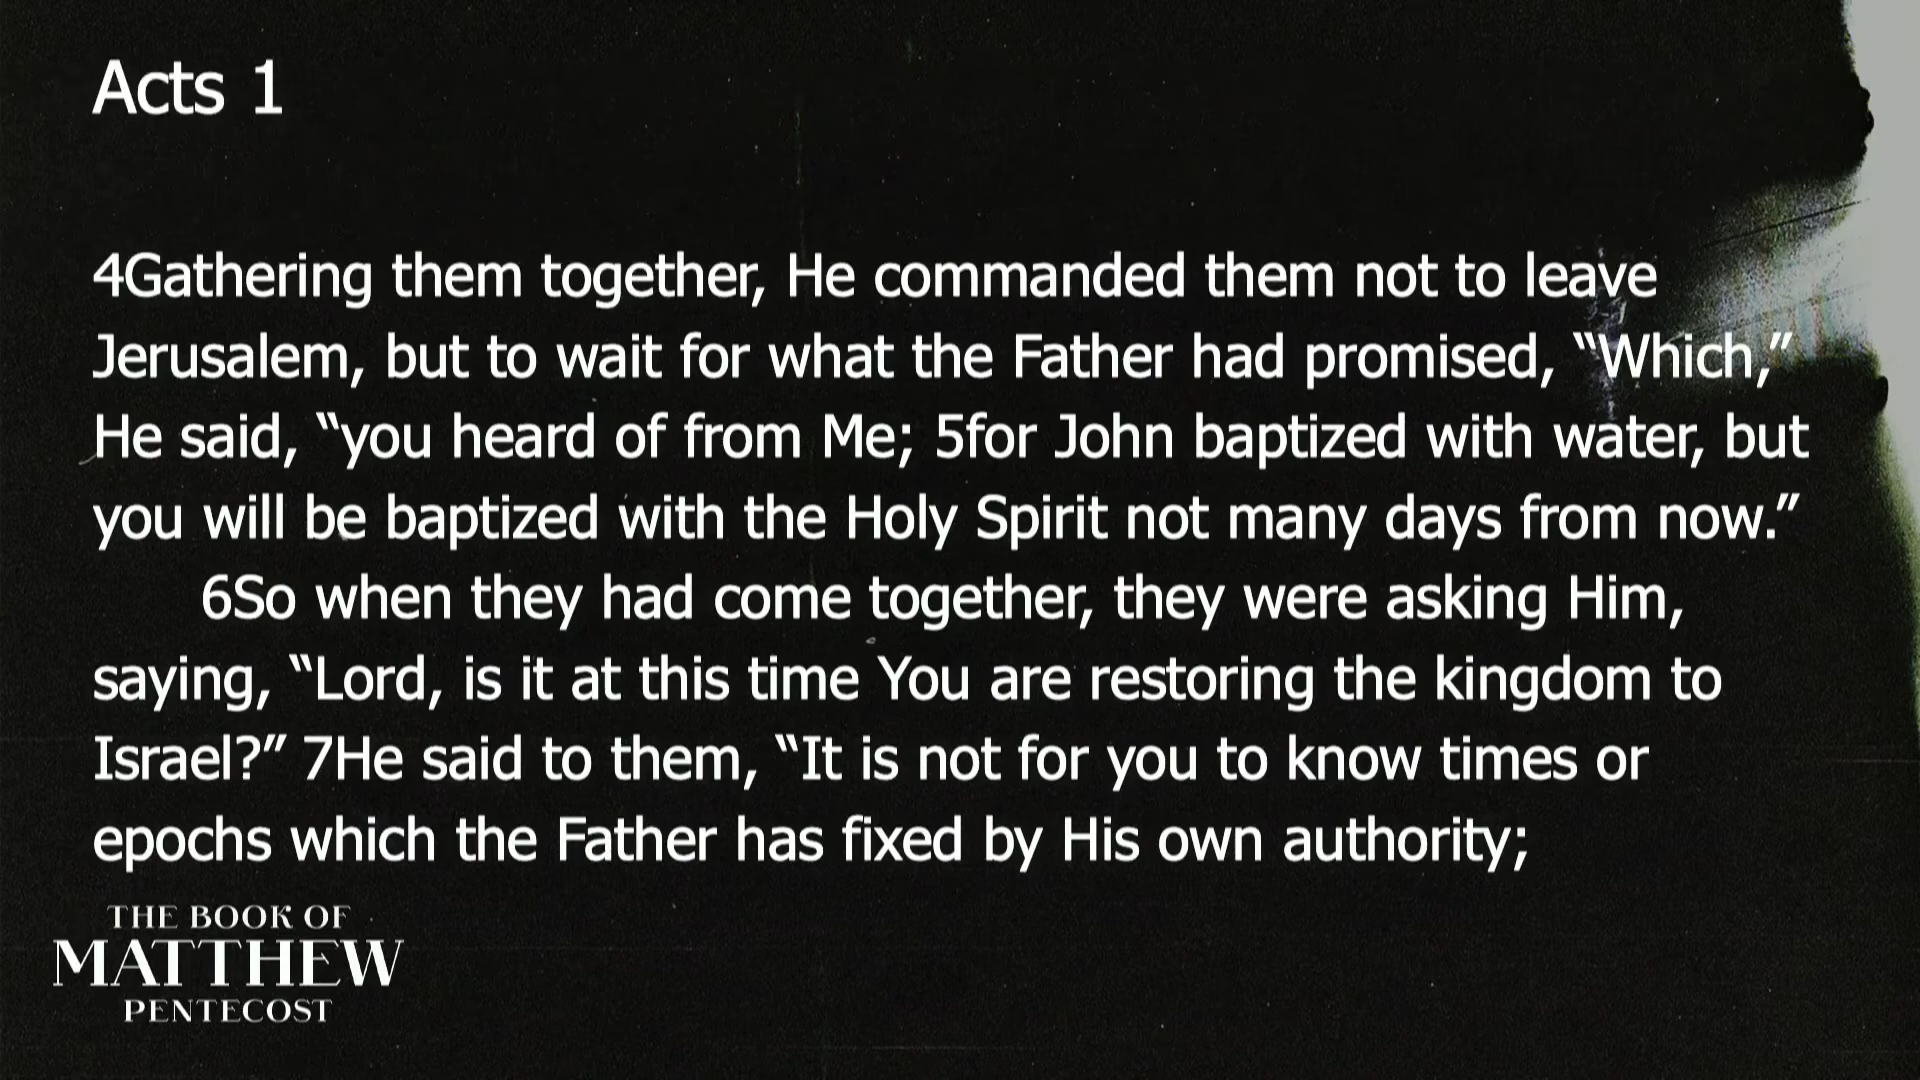 Acts 1
4Gathering them together, He commanded them not to leave
Jerusalem, but to wait for what the Father had promised, “Which,”
He said, “you heard of from Me; 5for John baptized with water, but
you will be baptized with the Holy Spirit not many days from now.”
6So when they had come together, they were asking Him,
saying, “Lord, is it at this time You are restoring the kingdom to
Israel?” 7He said to them, “It is not for you to know times or
epochs which the Father has fixed by His own authority;
THE BOOK OF
MATTHEW
PENTECOST